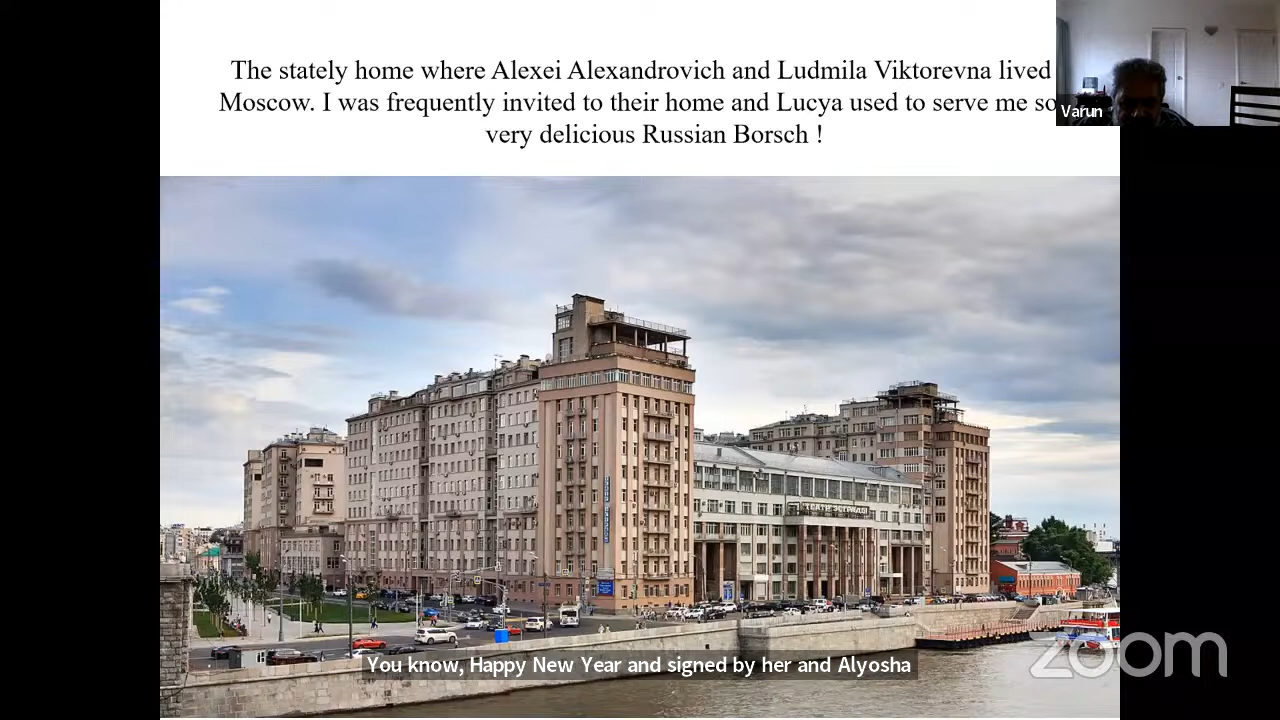 The stately home where Alexei Alexandrovich and Ludmila Viktorevna lived
Moscow. I was frequently invited to their home and Lucya used to serve me so
very delicious Russian Borsch !
Varun
ТЕАТР ЭСТРАДЫ
You know, Happy New Year and signed by her and Alyosha
zoom